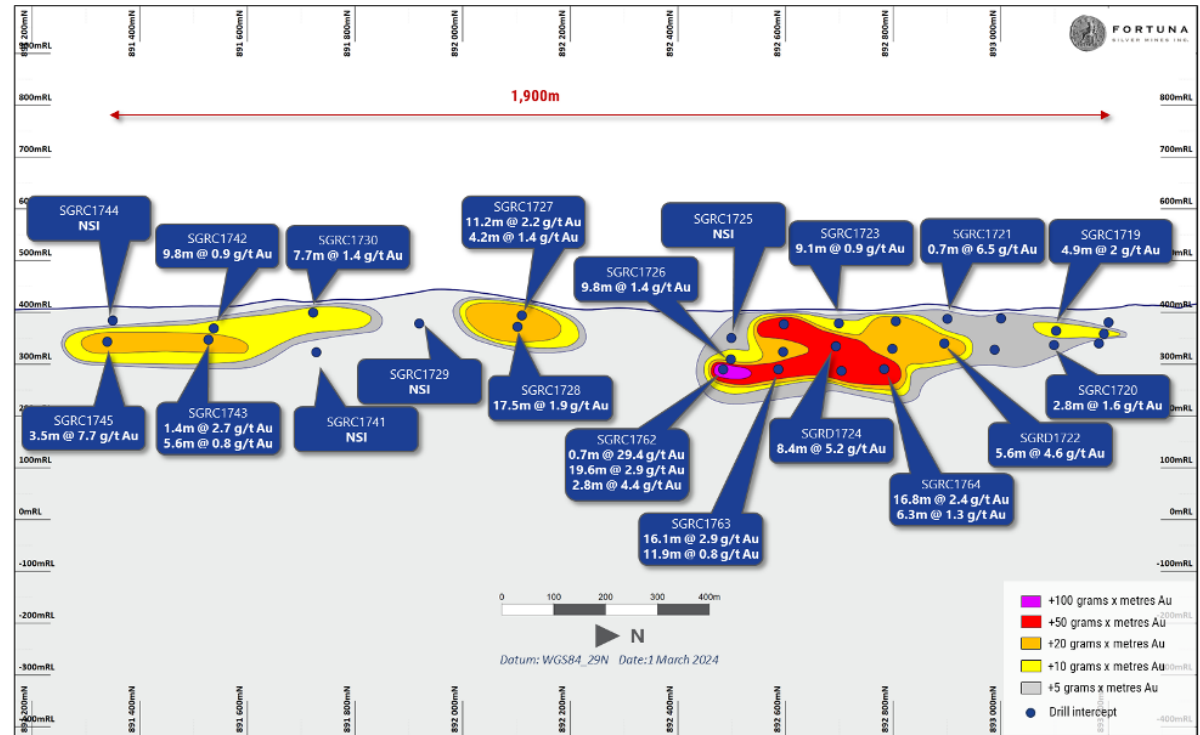 891 200mN
891 400mN
891 600mN
891 800mN
892 000mN
892 200mN
892 400mN
892 600mN
892 800mN
893 000mN
FORTUNA
SILVER MINES INC.
900mRL
1,900m
800mRL
800mRL
700mRL
700mRL
600mRL
600mRL
SGRC1744
NSI
SGRC1742
9.8m @ 0.9 g/t Au
SGRC1730
7.7m @ 1.4 g/t Au
SGRC1727
11.2m @ 2.2 g/t Au
4.2m @ 1.4 g/t Au
SGRC1725
NSI
SGRC1726
9.8m @ 1.4 g/t Au
SGRC1723
9.1m @ 0.9 g/t Au
SGRC1721
0.7m @ 6.5 g/t Au
SGRC1719
4.9m @ 2 g/t Au
500mRL
400mRL
400mRL
300mRL
300mRL
SGRC1745
3.5m @ 7.7 g/t Au
SGRC1743
1.4m @ 2.7 g/t Au
5.6m @ 0.8 g/t Au
SGRC1741
NSI
SGRC1729
NSI
SGRC1728
17.5m @ 1.9 g/t Au
SGRC1762
0.7m @ 29.4 g/t Au
19.6m @ 2.9 g/t Au
2.8m @ 4.4 g/t Au
SGRC1763
16.1m @ 2.9 g/t Au
11.9m @ 0.8 g/t Au
SGRD1724
8.4m @ 5.2 g/t Au
SGRC1764
16.8m @ 2.4 g/t Au
6.3m @ 1.3 g/t Au
SGRD1722
5.6m @ 4.6 g/t Au
SGRC1720
2.8m @ 1.6 g/t Au
100mRL
100mRL
0mRL
0mRL
-100mRL
-100mRL
-200mRL
-200mRL
-300mRL
-400mRL
-400mRL
0
100
200
300
400m
N
Datum: WGS84_29N Date:1 March 2024
+100 grams x metres Au
+50 grams x metres Au
+20 grams x metres Au
+10 grams x metres Au
+5 grams x metres Au
Drill intercept
891 200mN
891 400mN
891 600mN
891 800mN
892 000mN
892 200mN
892 400mN
892 600mN
892 800mN
893 000mN